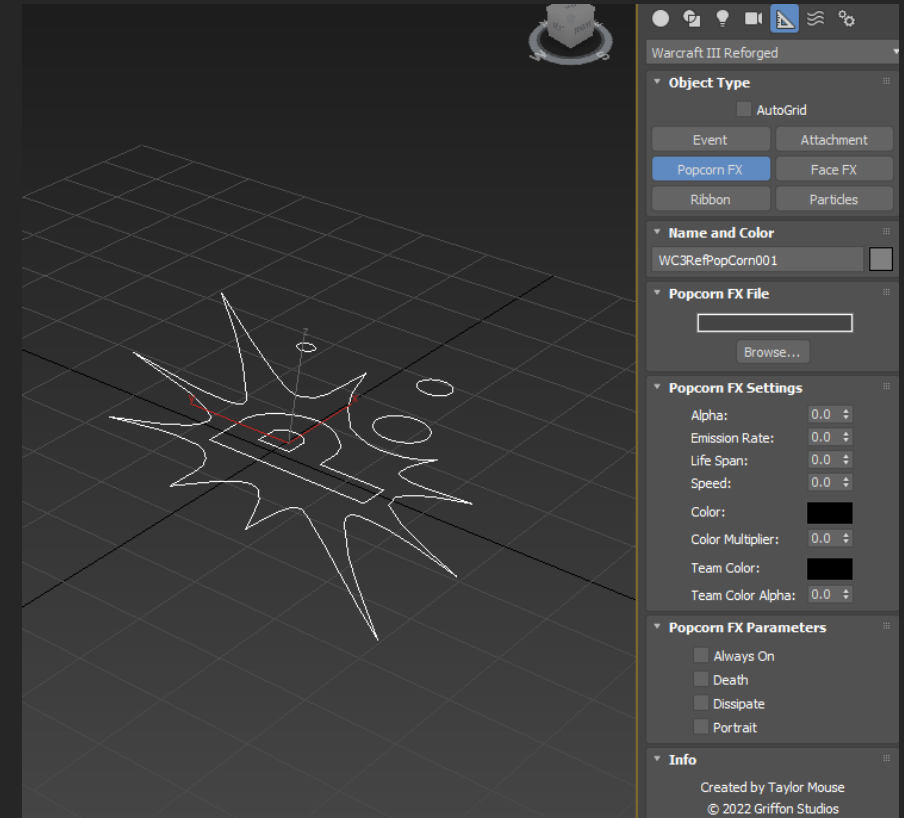 Warcraft III Reforged
Object Type
AutoGrid
Event Attachment
Popcorn FX Face FX
Ribbon Particles
Name and Color
WC3RefPopCorn001
Popcorn FX File
Browse...
Popcorn FX Settings
Alpha: 0.0
Emission Rate: 0.0
Life Span: 0.0
Speed: 0.0
Color:
Color Multiplier: 0.0
Team Color:
Team Color Alpha: 0.0
Popcorn FX Parameters
Always On
Death
Dissipate
Portrait
Info
Created by Taylor Mouse
© 2022 Griffon Studios